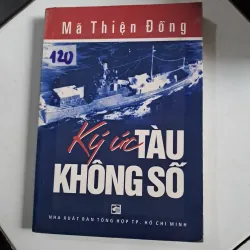 Mã Thiện Đồng
120
Ký ức TÀU
KHÔNG SỐ
NHÀ XUẤT BẢN TỔNG HỢP TP. HỒ CHÍ MINH